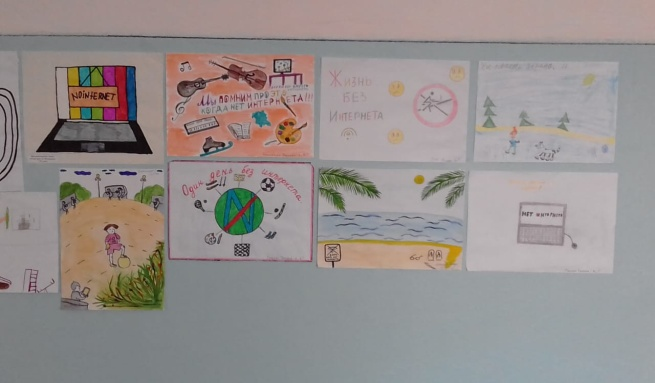 NOINTERNET
Мы помним про это,
когда нет интернета!!!
Жизнь
без
Интернета
Один день без интернета
N
Нет интернета